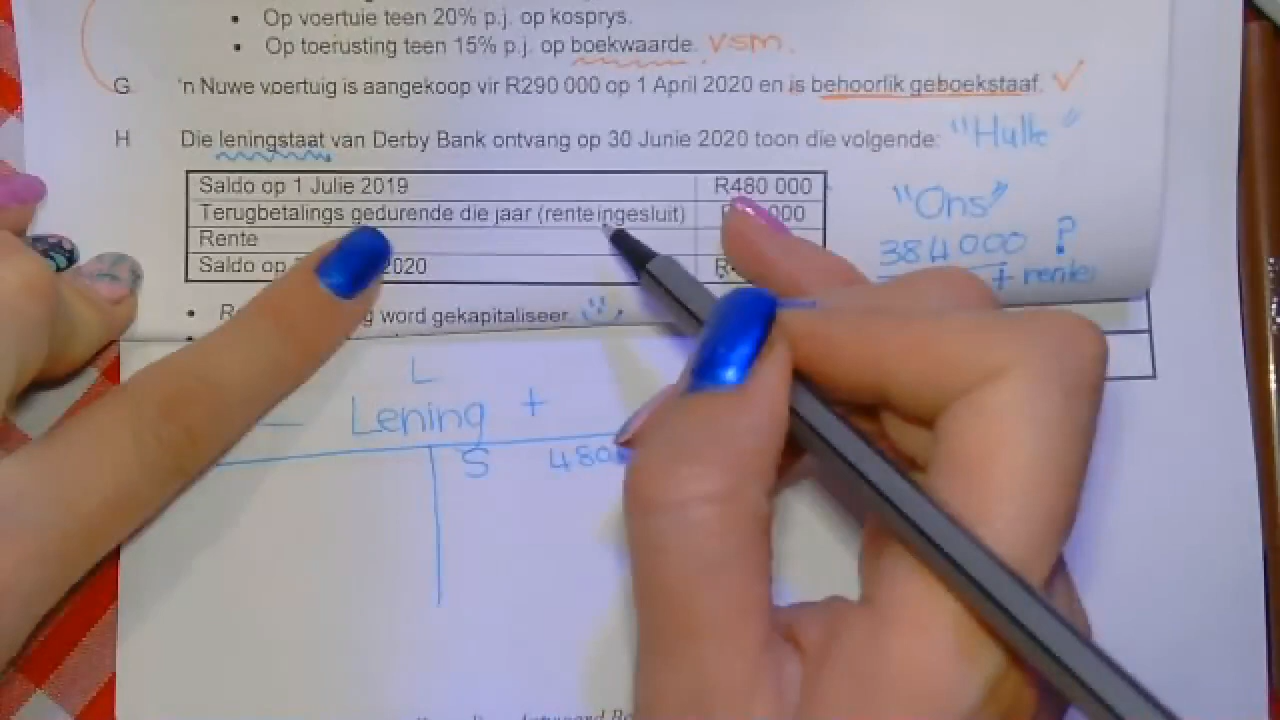 • Op voertuie teen 20% p.j. op kosprys.
• Op toerusting teen 15% p.j. op boekwaarde. VSM.
G 'n Nuwe voertuig is aangekoop vir R290 000 op 1 April 2020 en is behoorlik geboekstaaf. ✓
H Die leningstaat van Derby Bank ontvang op 30 Junie 2020 toon die volgende: "Hulle"
Saldo op 1 Julie 2019 R480 000
"Ons"
Terugbetalings gedurende die jaar (rente ingesluit) 000
384000 ?
Rente
+ rente
Saldo op 2020
• word gekapitaliseer.
L
– Lening +
S 480